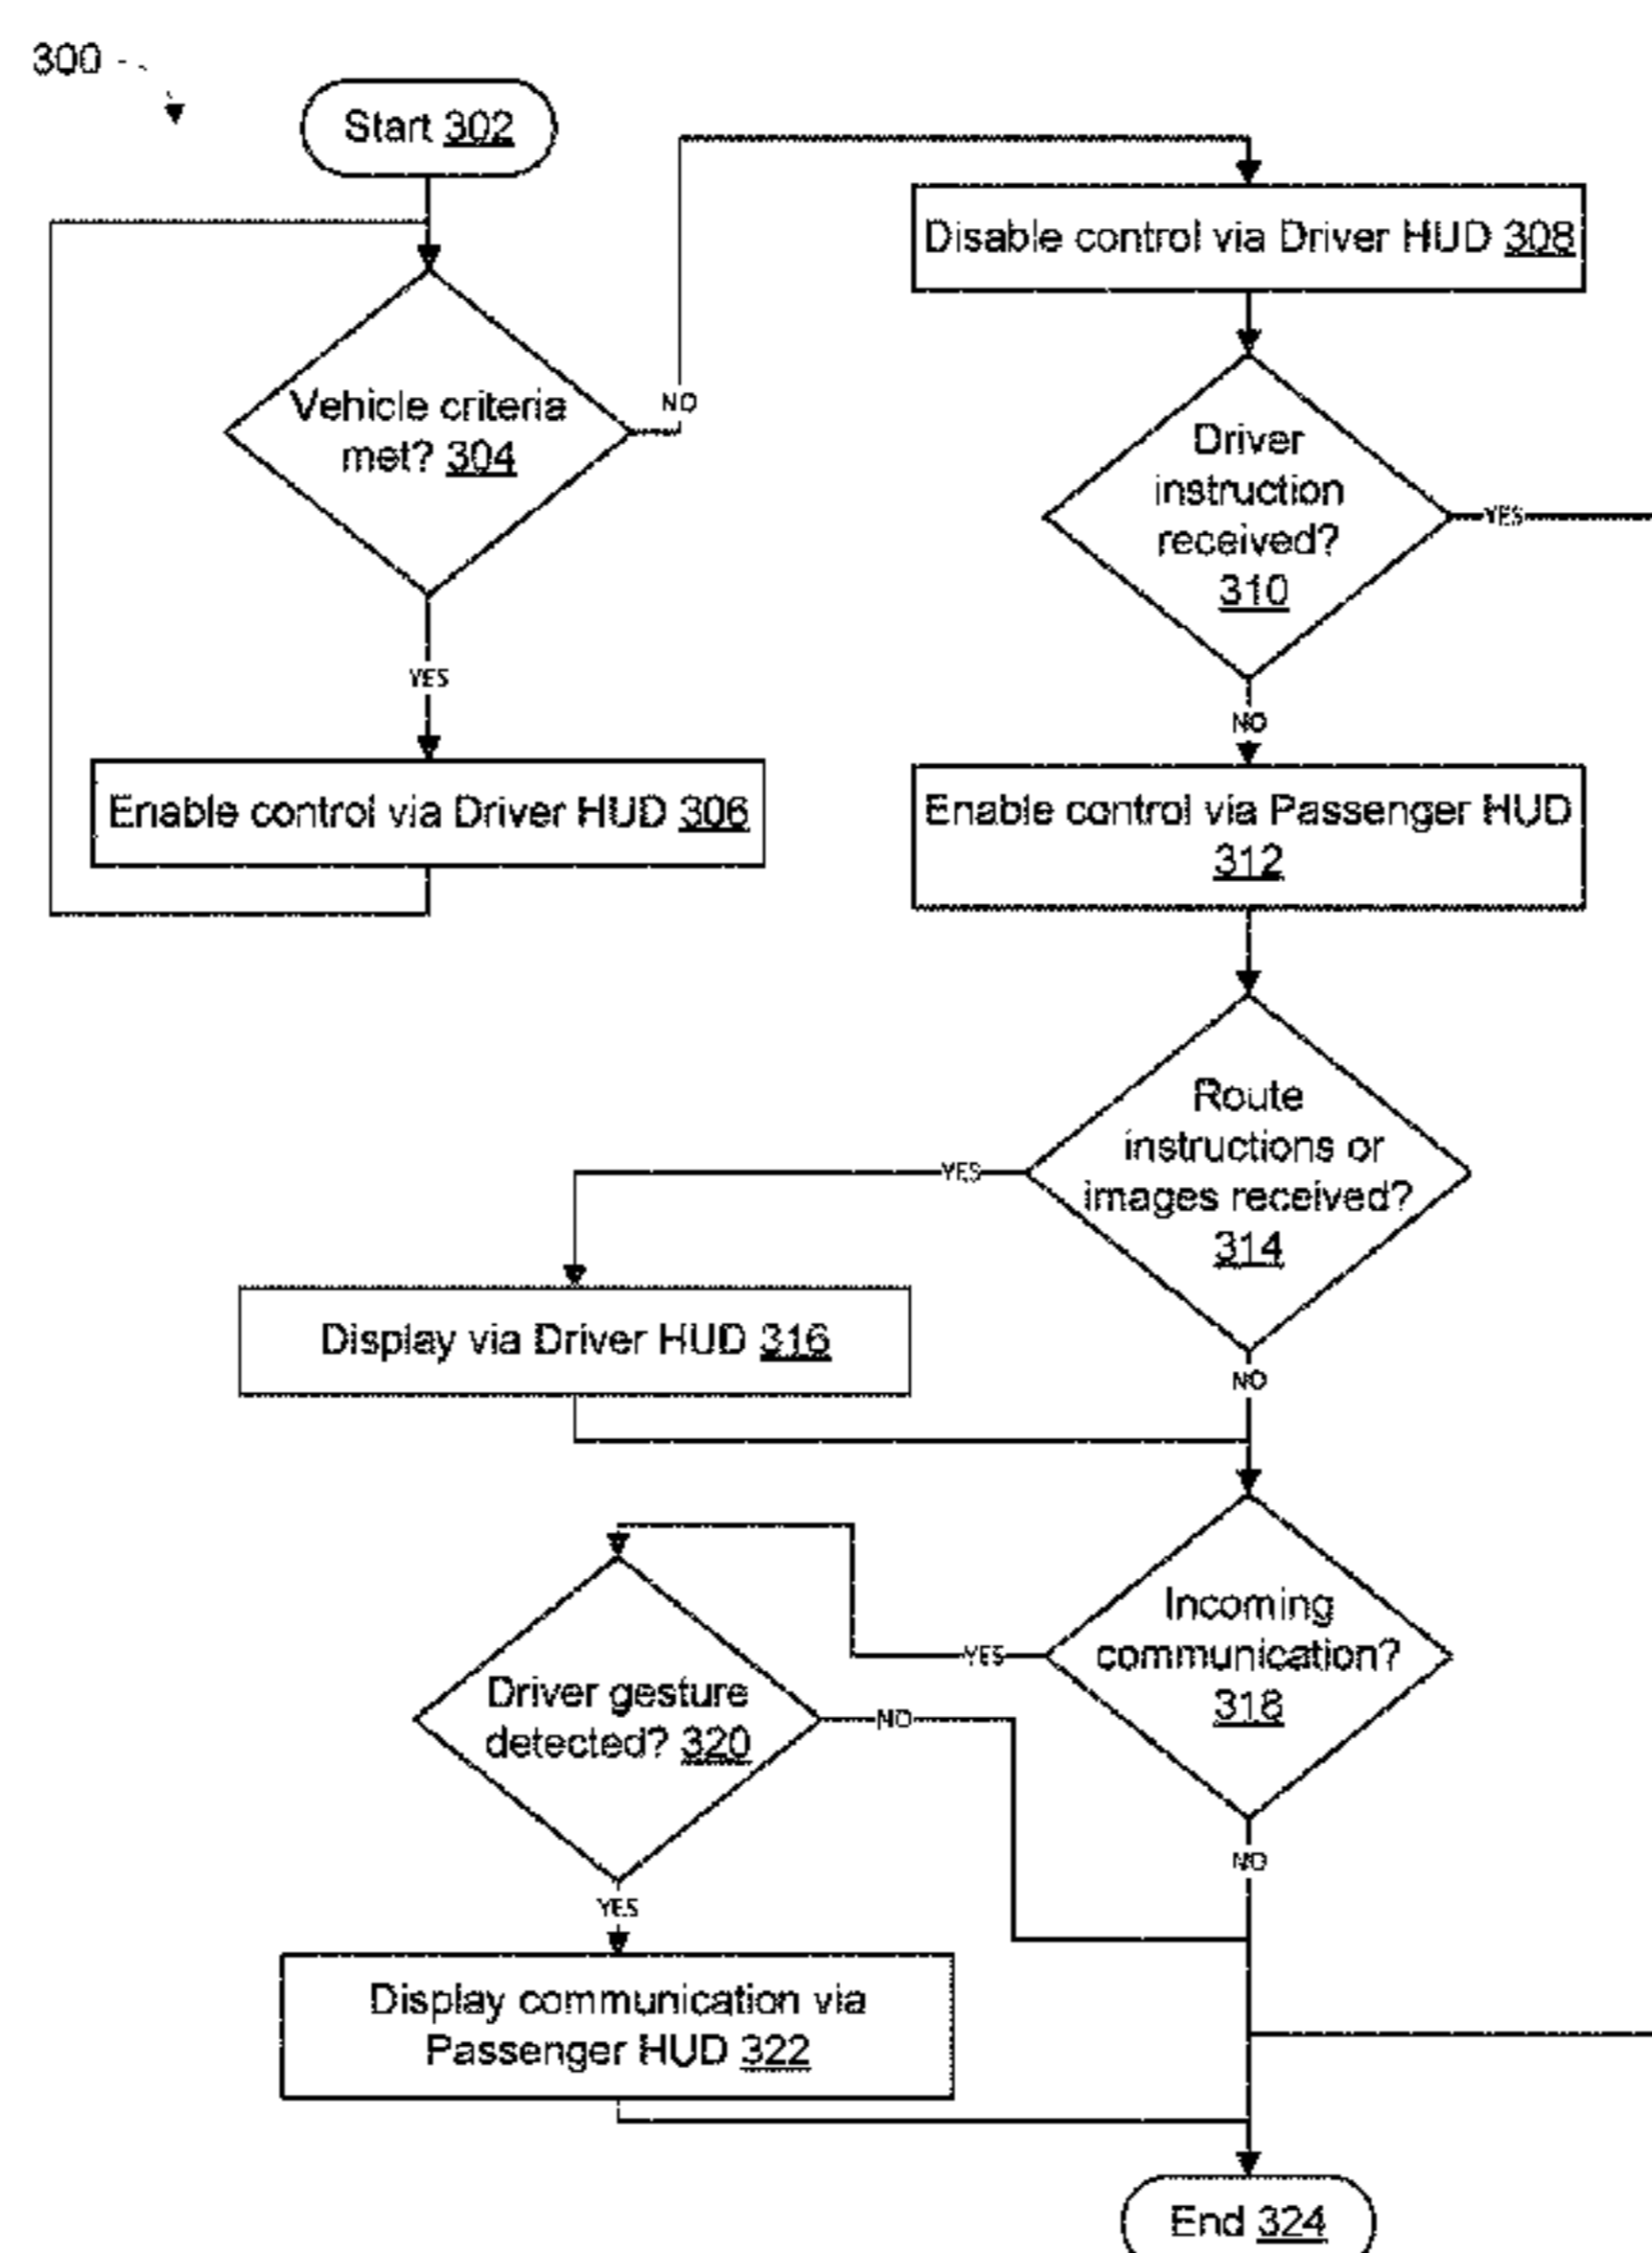 300
Start 302
Vehicle criteria
met? 304
NO
YES
Enable control via Driver HUD 306
Disable control via Driver HUD 308
Driver
instruction
received?
310
YES
NO
Enable control via Passenger HUD
312
Route
instructions or
images received?
314
YES
NO
Display via Driver HUD 316
Incoming
communication?
318
YES
NO
Driver gesture
detected? 320
NO
YES
Display communication via
Passenger HUD 322
End 324